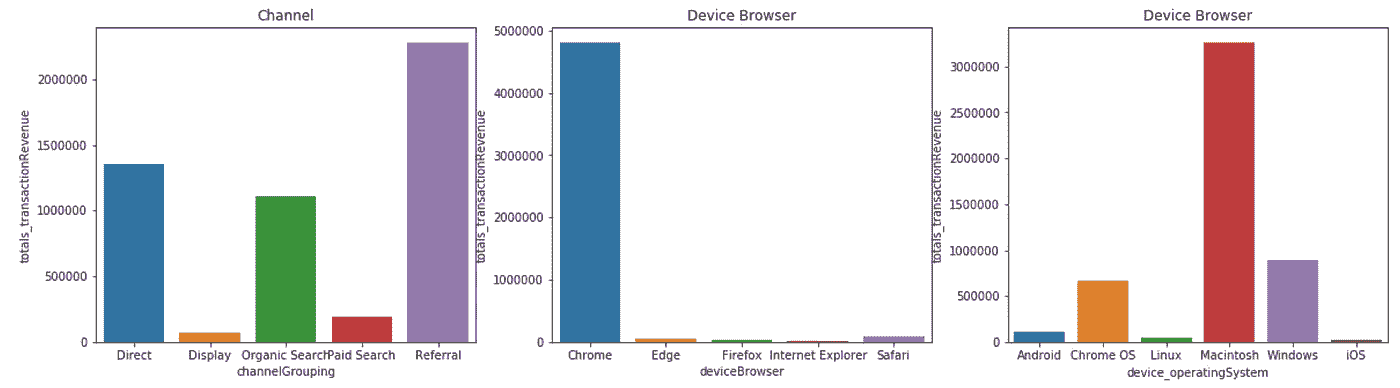 Channel
totals_transactionRevenue
2000000
1500000
1000000
500000
0
Direct Display Organic Search Paid Search Referral
channelGrouping
Device Browser
totals_transactionRevenue
5000000
4000000
3000000
2000000
1000000
0
Chrome Edge Firefox Internet Explorer Safari
deviceBrowser
Device Browser
totals_transactionRevenue
3000000
2500000
2000000
1500000
1000000
500000
0
Android Chrome OS Linux Macintosh Windows iOS
device_operatingSystem